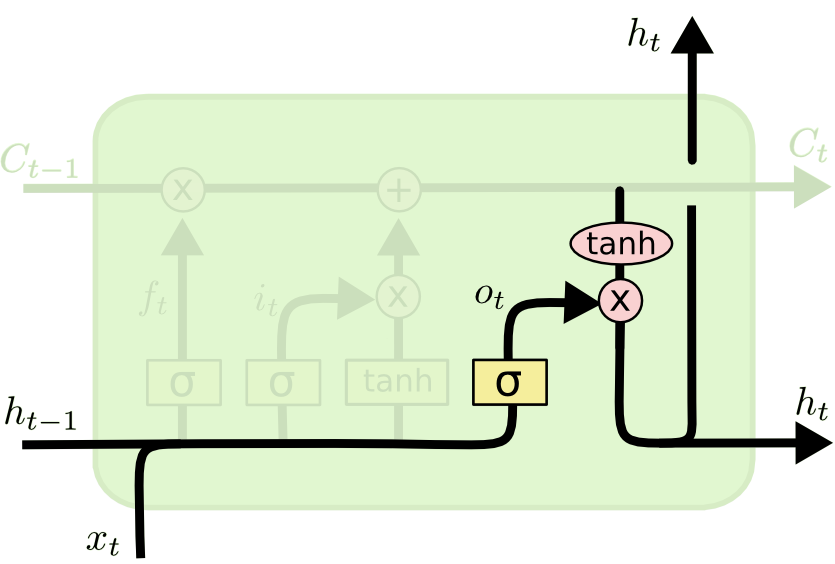 h_t
C_{t-1}
C_t
x
+
tanh
f_t
i_t
x
o_t
x
σ
σ
tanh
σ
h_{t-1}
h_t
x_t